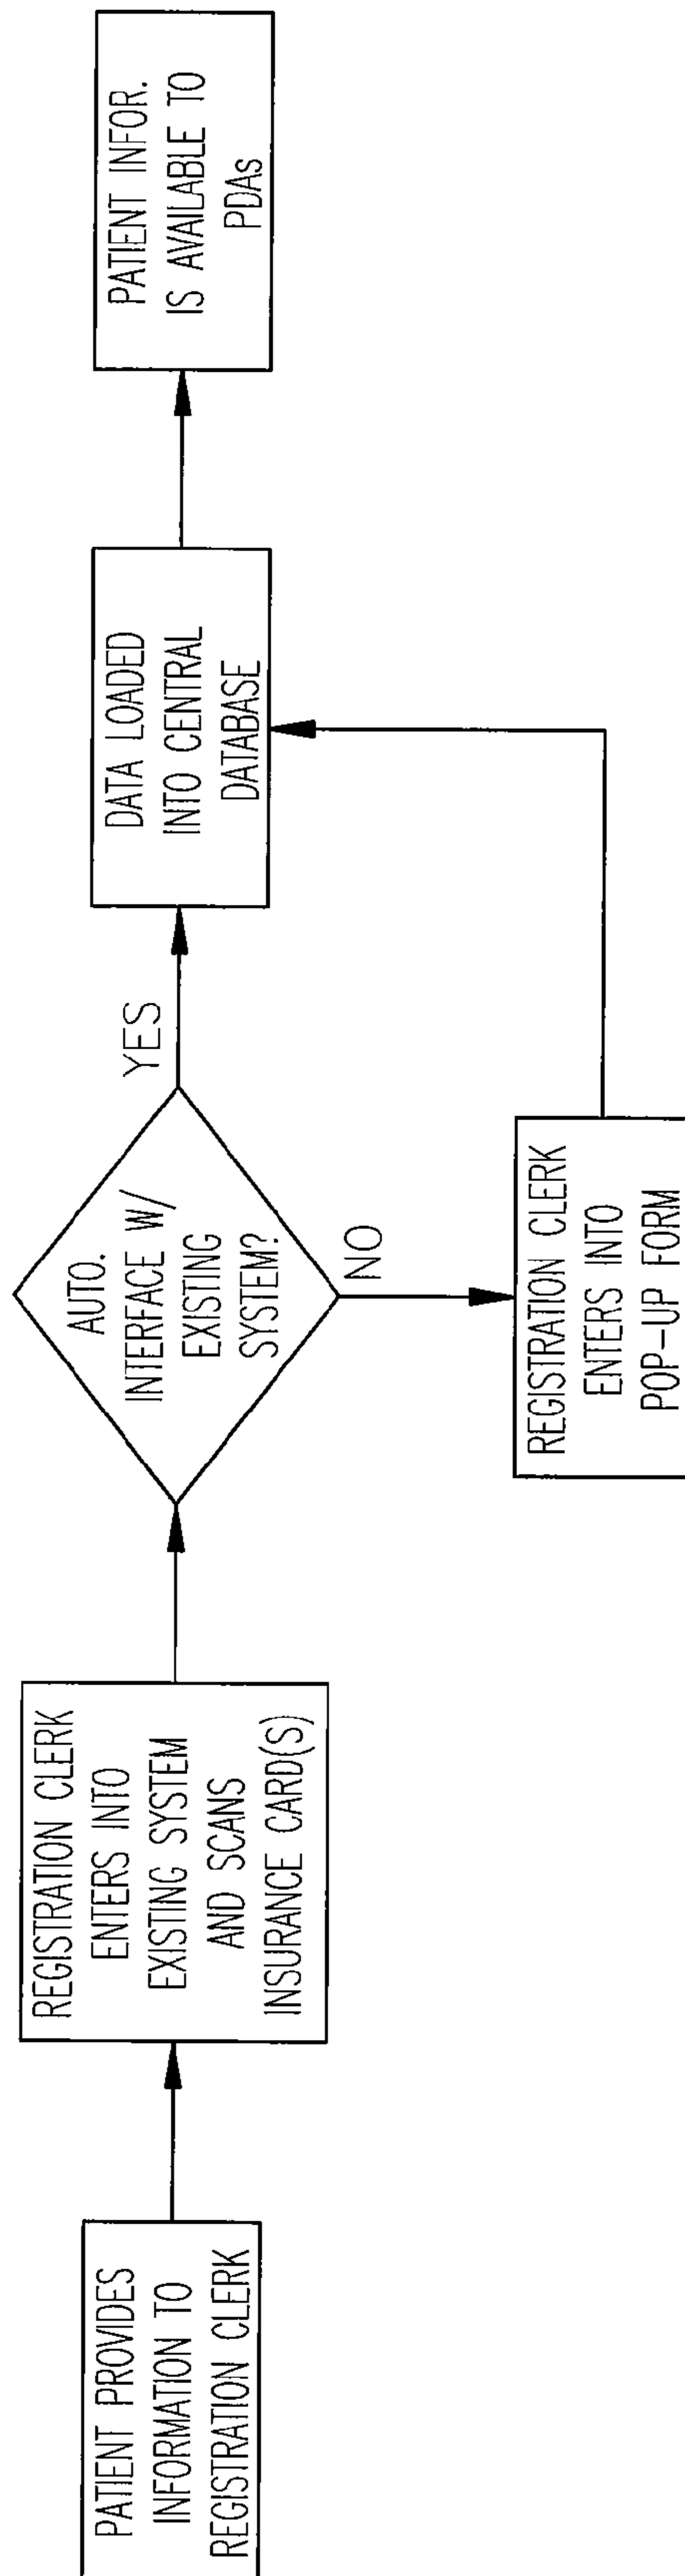 PATIENT PROVIDES
INFORMATION TO
REGISTRATION CLERK
REGISTRATION CLERK
ENTERS INTO
EXISTING SYSTEM
AND SCANS
INSURANCE CARD(S)
AUTO.
INTERFACE W/
EXISTING
SYSTEM?
YES
NO
DATA LOADED
INTO CENTRAL
DATABASE
REGISTRATION CLERK
ENTERS INTO
POP-UP FORM
PATIENT INFOR.
IS AVAILABLE TO
PDAs